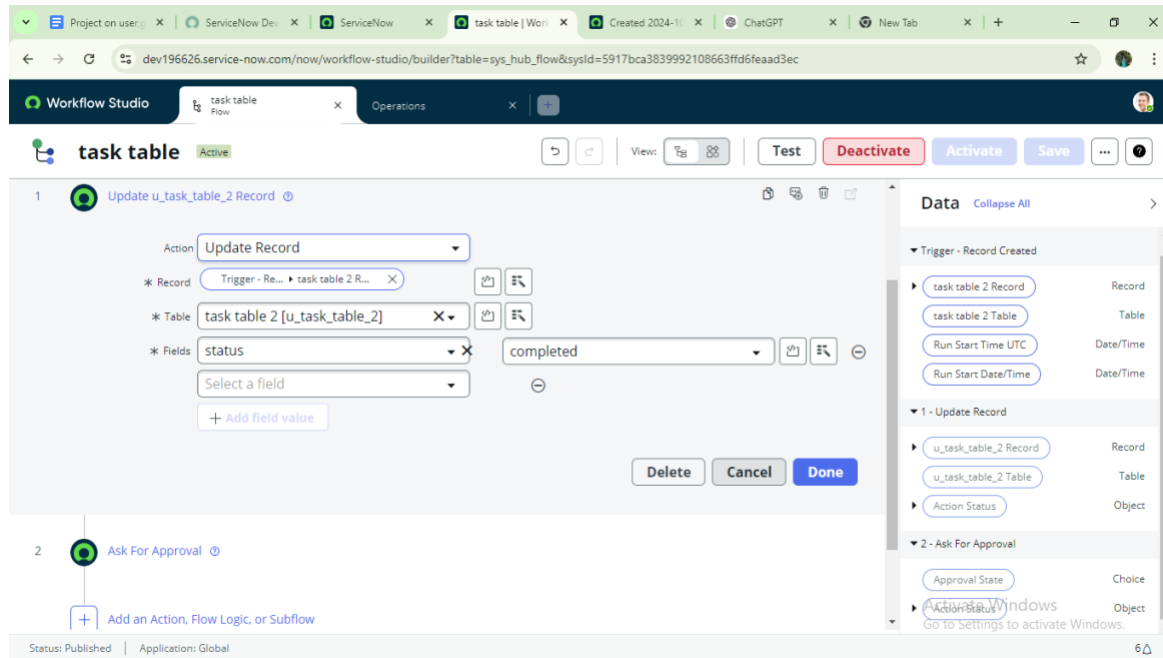 Project on user,g
ServiceNow Dev
ServiceNow
task table | Work
Created 2024-10
ChatGPT
New Tab
dev196626.service-now.com/now/workflow-studio/builder?table=sys_hub_flow&sysId=5917bca3839992108663ffd6feaad3ec
Workflow Studio
task table
Flow
Operations
task table Active
View:
Test
Deactivate
Activate
Save
1 Update u_task_table_2 Record
Action Update Record
* Record Trigger - Re... ▸ task table 2 R...
* Table task table 2 [u_task_table_2]
* Fields status completed
Select a field
+ Add field value
Delete Cancel Done
2 Ask For Approval
Add an Action, Flow Logic, or Subflow
Data Collapse All
Trigger - Record Created
task table 2 Record Record
task table 2 Table Table
Run Start Time UTC Date/Time
Run Start Date/Time Date/Time
1 - Update Record
u_task_table_2 Record Record
u_task_table_2 Table Table
Action Status Object
2 - Ask For Approval
Approval State Choice
Action Status Object
Activate Windows
Go to Settings to activate Windows.
Status: Published | Application: Global
6